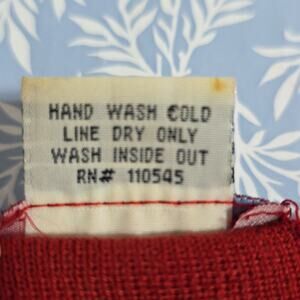 HAND WASH COLD
LINE DRY ONLY
WASH INSIDE OUT
RN# 110545